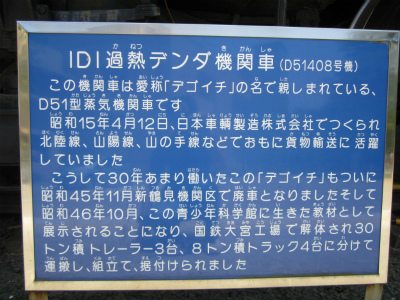 IDI過熱デンダ機関車(D51408号機)
この機関車は愛称「デゴイチ」の名で親しまれている、
D51型蒸気機関車です
昭和15年4月12日、日本車輌製造株式会社でつくられ
北陸線、山陽線、山の手線などでおもに貨物輸送に活躍
していました
こうして30年あまり働いたこの「デゴイチ」もついに
昭和45年11月新鶴見機関区で廃車となりましたそして
昭和46年10月、この青少年科学館に生きた教材として
展示されることになり、国鉄大宮工場で解体され30
トン積トレーラー3台、8トン積トラック4台に分けて
運搬し、組立て、据付けられました